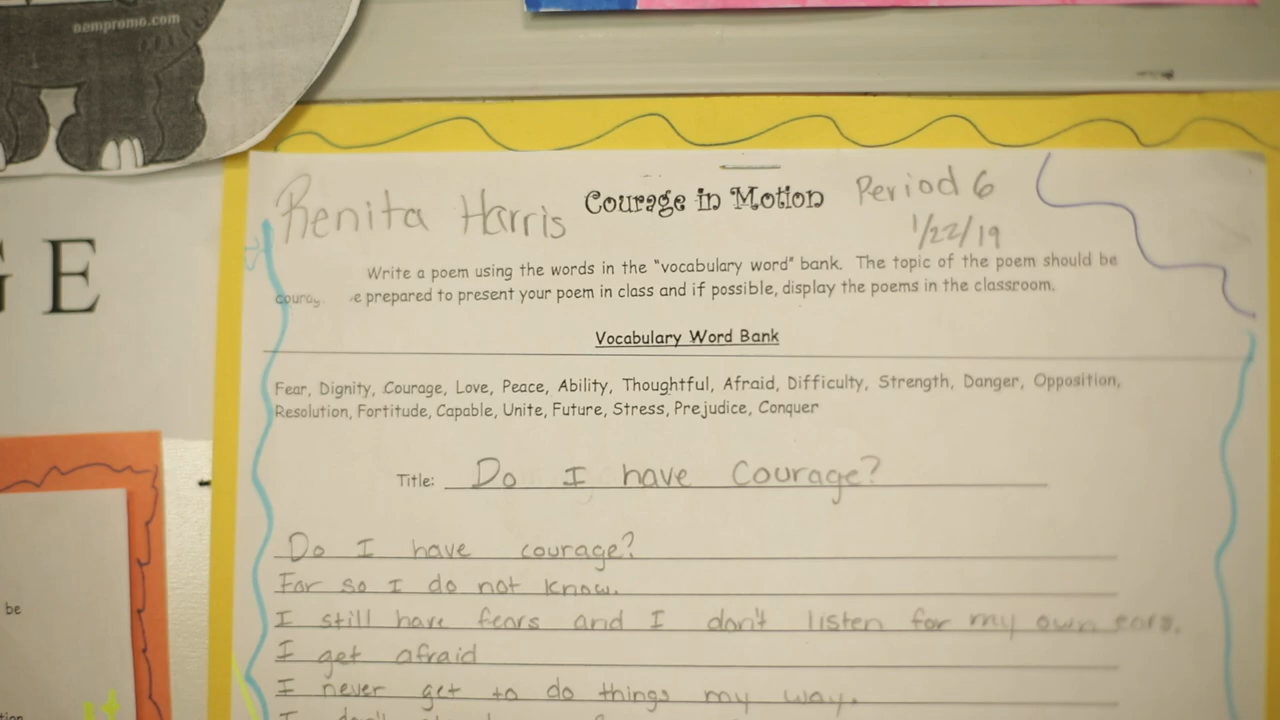 oempromo.com
GE
Renita Harris
Courage in Motion
Period 6
1/22/19
Write a poem using the words in the "vocabulary word" bank. The topic of the poem should be
courag e prepared to present your poem in class and if possible, display the poems in the classroom.
Vocabulary Word Bank
Fear, Dignity, Courage, Love, Peace, Ability, Thoughtful, Afraid, Difficulty, Strength, Danger, Opposition,
Resolution, Fortitude, Capable, Unite, Future, Stress, Prejudice, Conquer
Title: Do I have Courage?
Do I have courage?
For so I do not know.
I still have fears and I don't listen for my own ears.
I get afraid
I never get to do things my way.
I don't
be
tion